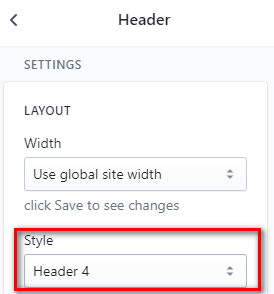 Header
SETTINGS
LAYOUT
Width
Use global site width
click Save to see changes
Style
Header 4